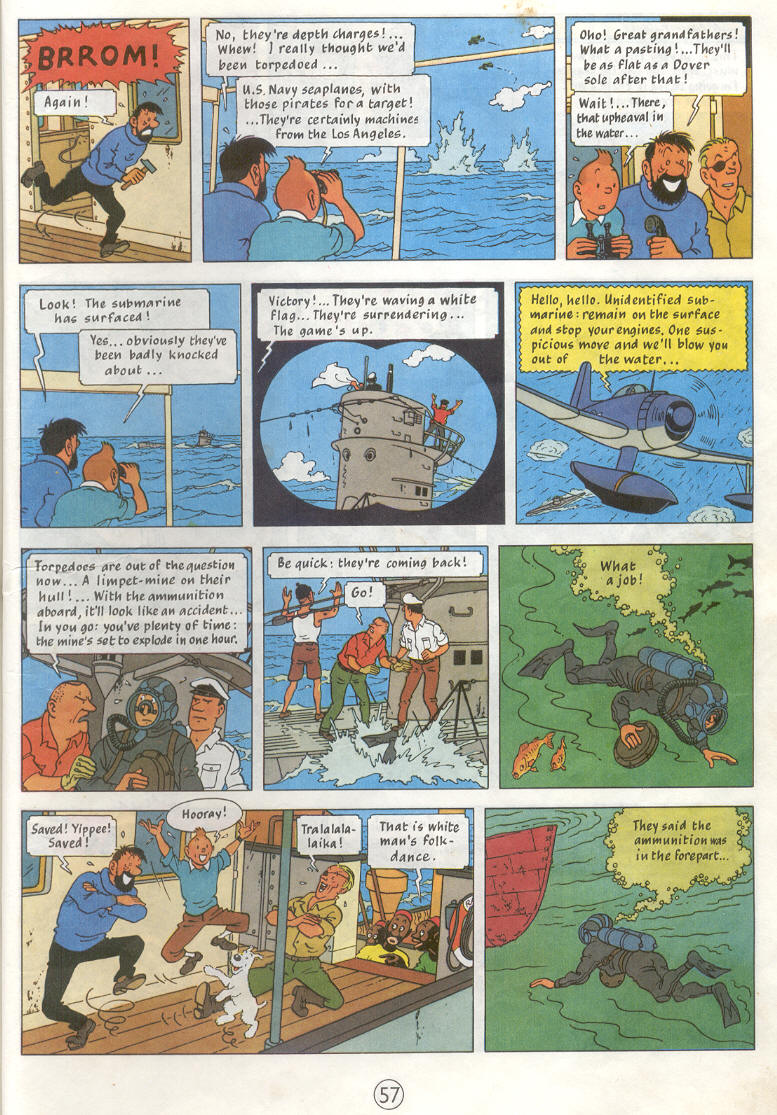 BRROM!
Again!
No, they're depth charges!...
Whew! I really thought we'd
been torpedoed ...
U.S. Navy seaplanes, with
those pirates for a target!
...They're certainly machines
from the Los Angeles.
Oho! Great grandfathers!
What a pasting!...They'll
be as flat as a Dover
sole after that!
Wait!...There,
that upheaval in
the water...
Look! The submarine
has surfaced!
Yes... obviously they've
been badly knocked
about ...
Victory!... They're waving a white
flag... They're surrendering...
The game's up.
Hello, hello. Unidentified sub-
marine: remain on the surface
and stop your engines. One sus-
picious move and we'll blow you
out of the water...
Torpedoes are out of the question
now... A limpet-mine on their
hull!... With the ammunition
aboard, it'll look like an accident...
In you go: you've plenty of time:
the mine's set to explode in one hour.
Be quick: they're coming back!
Go!
What
a job!
Saved! Yippee!
Saved!
Hooray!
Tralalala-
laika!
That is white
man's folk-
dance.
They said the
ammunition was
in the forepart...
57